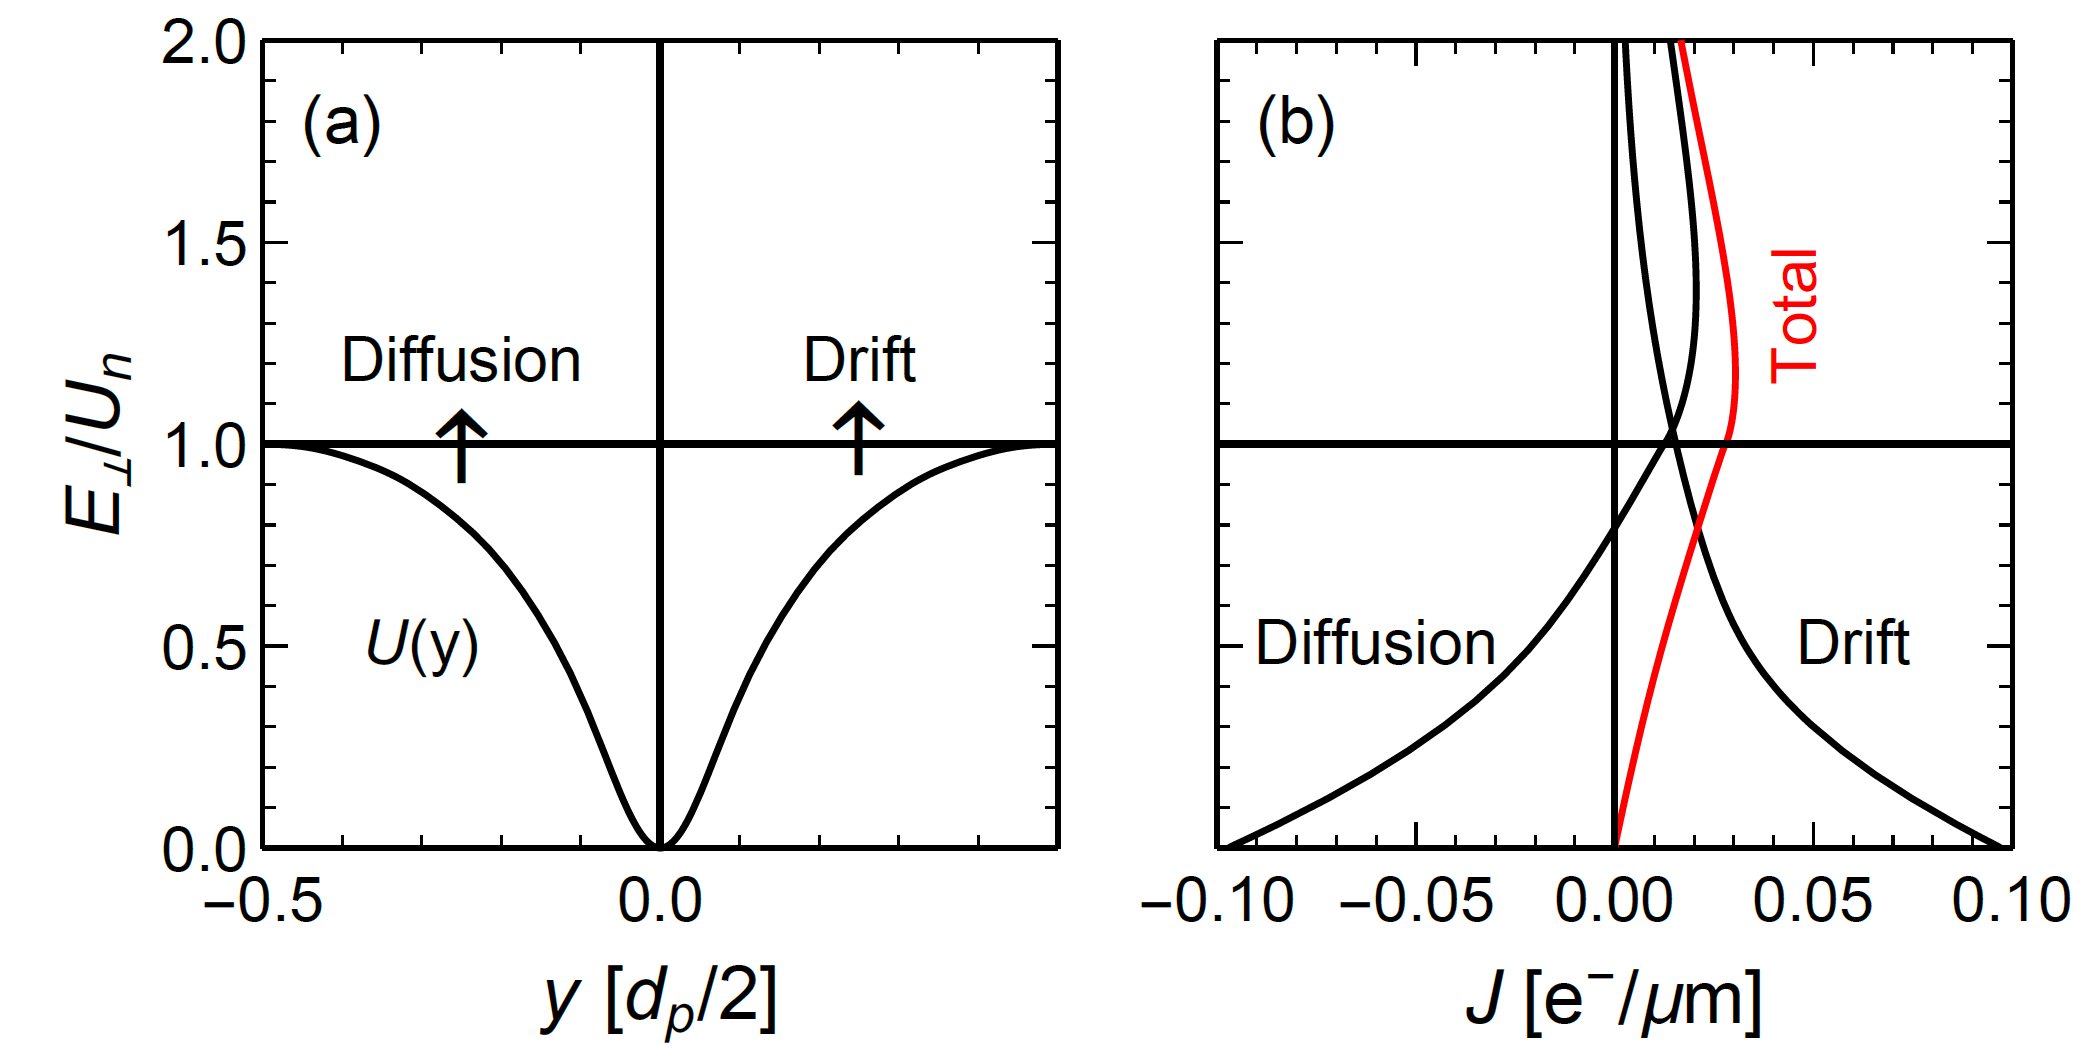 2.0
1.5
1.0
0.5
0.0
E⊥/Un
(a)
Diffusion
Drift
U(y)
−0.5
0.0
y [dp/2]
(b)
Total
Diffusion
Drift
−0.10
−0.05
0.00
0.05
0.10
J [e−/μm]